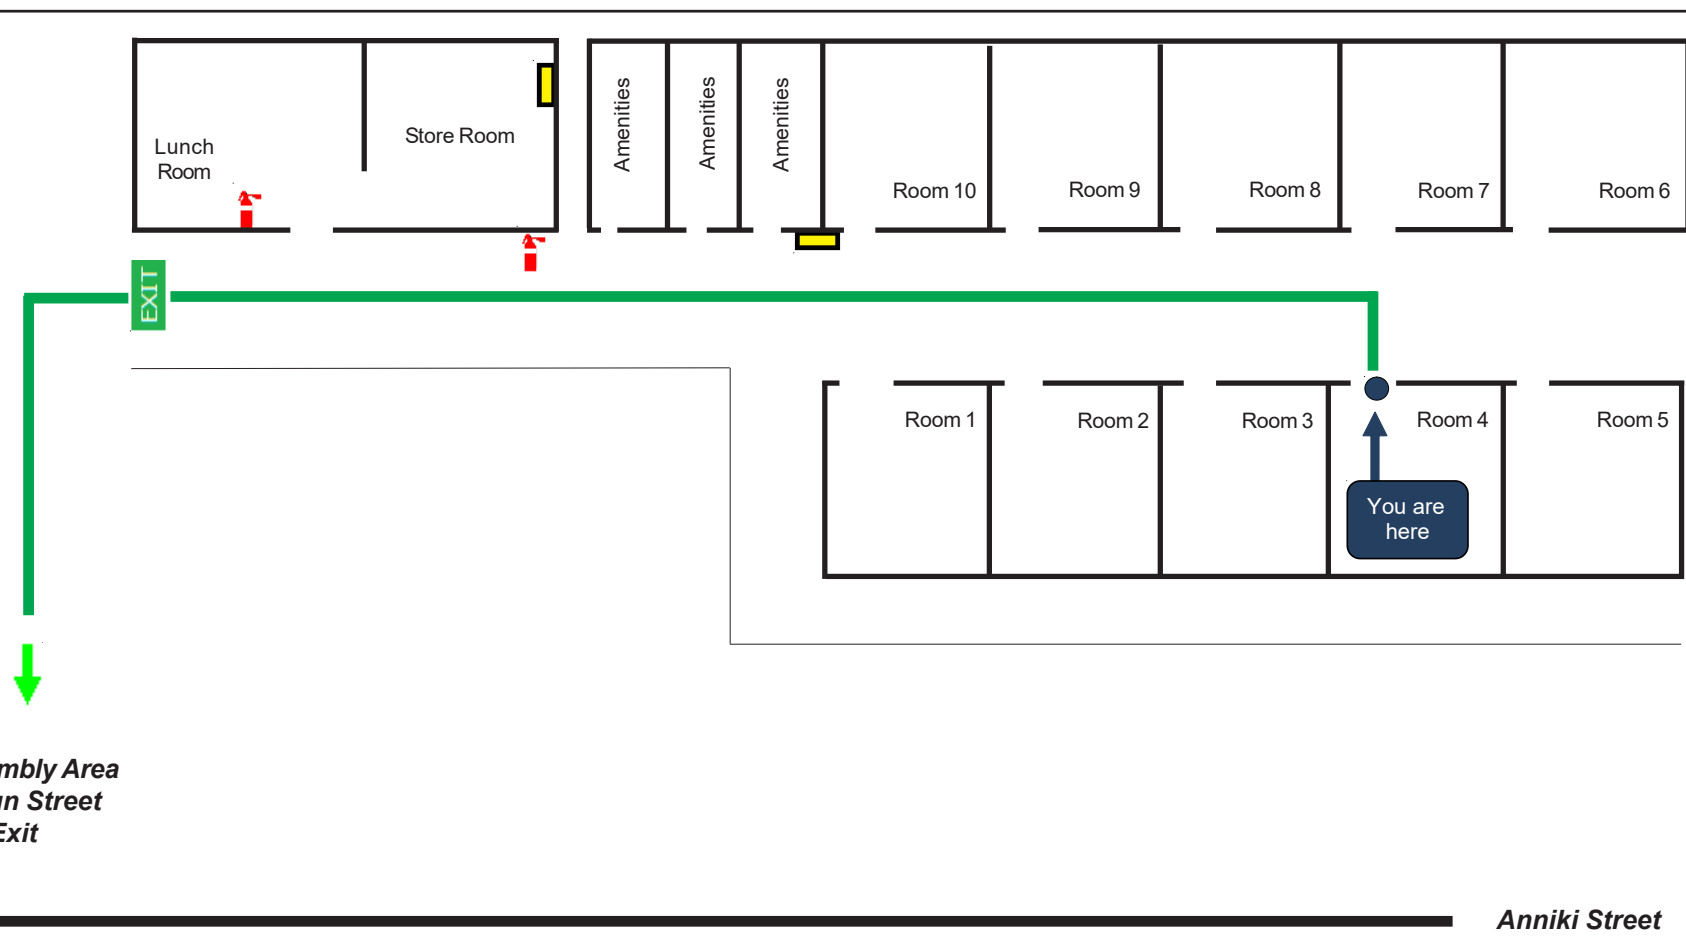 Lunch
Room
Store Room
Amenities
Amenities
Amenities
Room 10
Room 9
Room 8
Room 7
Room 6
EXIT
Room 1
Room 2
Room 3
Room 4
Room 5
You are
here
mbly Area
n Street
Exit
Anniki Street